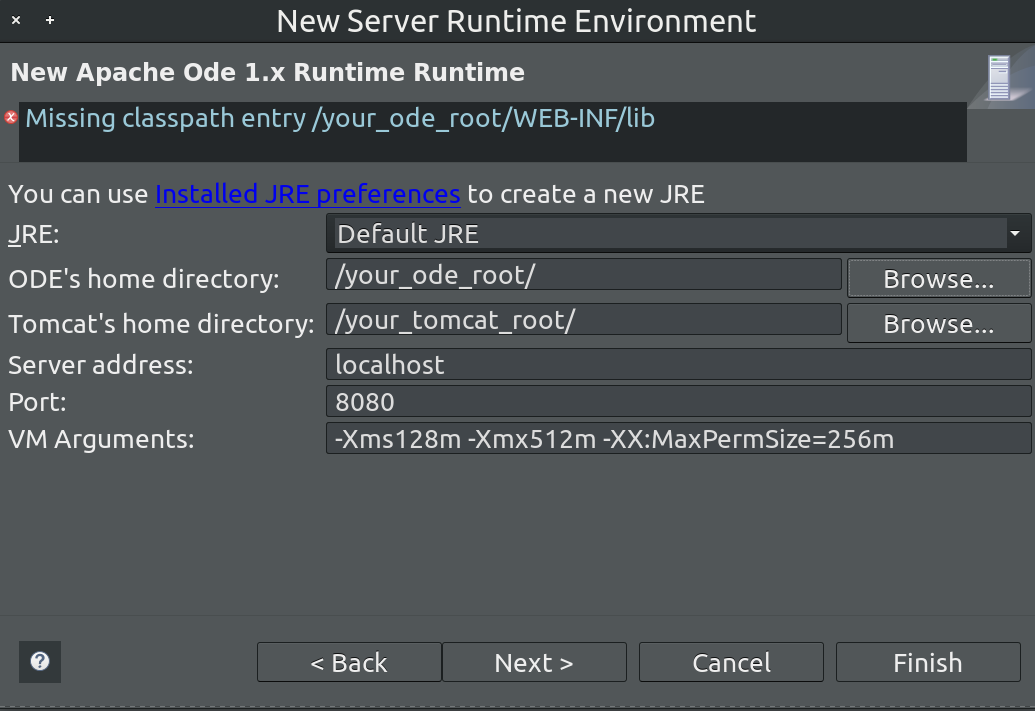 New Server Runtime Environment
New Apache Ode 1.x Runtime Runtime
Missing classpath entry /your_ode_root/WEB-INF/lib
You can use Installed JRE preferences to create a new JRE
JRE: Default JRE
ODE's home directory: /your_ode_root/ Browse...
Tomcat's home directory: /your_tomcat_root/ Browse...
Server address: localhost
Port: 8080
VM Arguments: -Xms128m -Xmx512m -XX:MaxPermSize=256m
? < Back Next > Cancel Finish